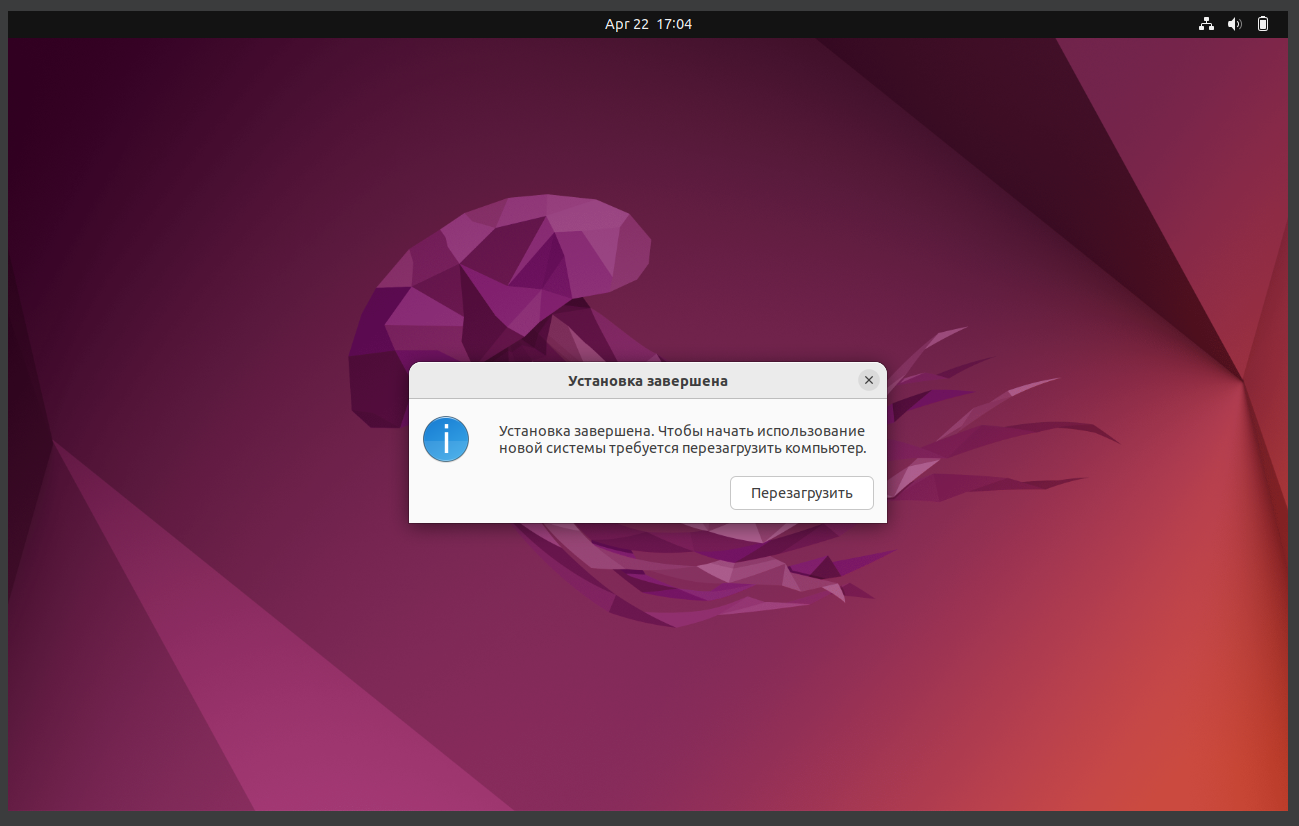 Apr 22 17:04
Установка завершена
Установка завершена. Чтобы начать использование
новой системы требуется перезагрузить компьютер.
Перезагрузить